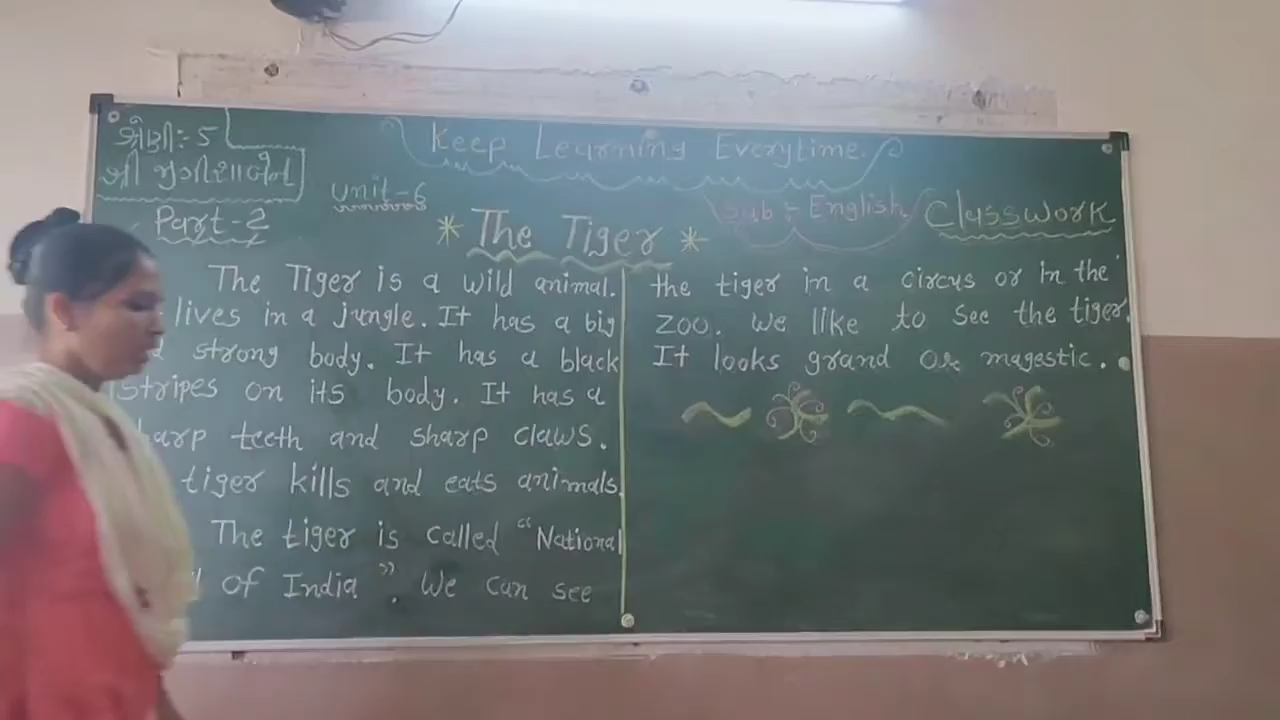 શ્રેણી:- 5
Keep Learning Everytime.
શ્રી
unit-6
Part-2
Sub:- English
Classwork
* The Tiger *
The Tiger is a wild animal.
lives in a jungle. It has a big
strong body. It has a black
stripes on its body. It has a
harp teeth and sharp claws.
tiger kills and eats animals.
The tiger is called "National
of India". We can see
the tiger in a circus or in the
zoo. We like to see the tiger.
It looks grand or magestic.